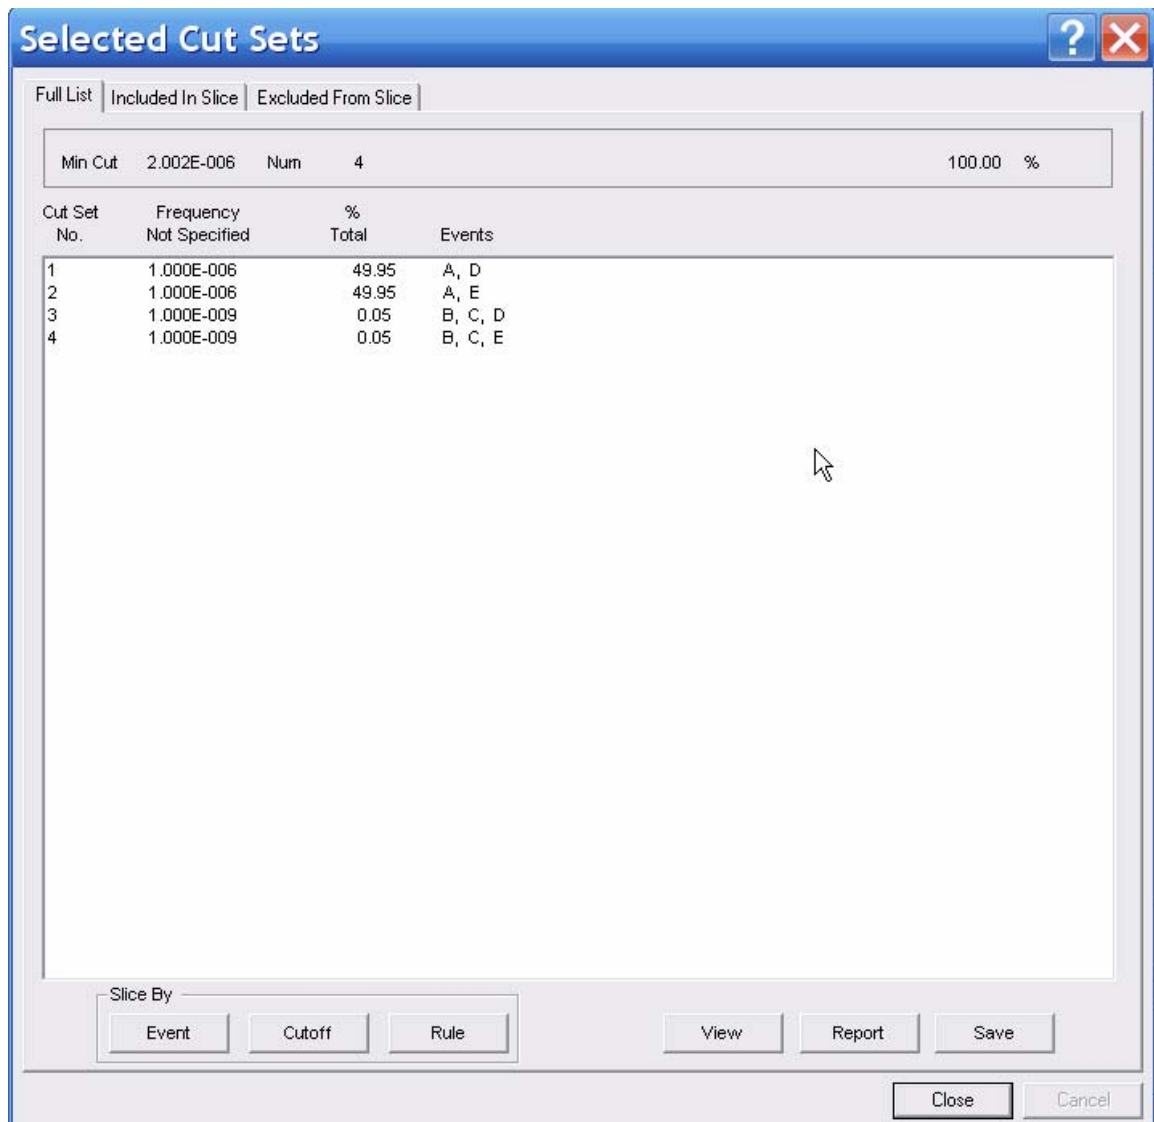 Selected Cut Sets
?
Full List Included In Slice Excluded From Slice
Min Cut 2.002E-006 Num 4 100.00 %
Cut Set Frequency %
No. Not Specified Total Events
1 1.000E-006 49.95 A, D
2 1.000E-006 49.95 A, E
3 1.000E-009 0.05 B, C, D
4 1.000E-009 0.05 B, C, E
Slice By
Event Cutoff Rule View Report Save
Close Cancel